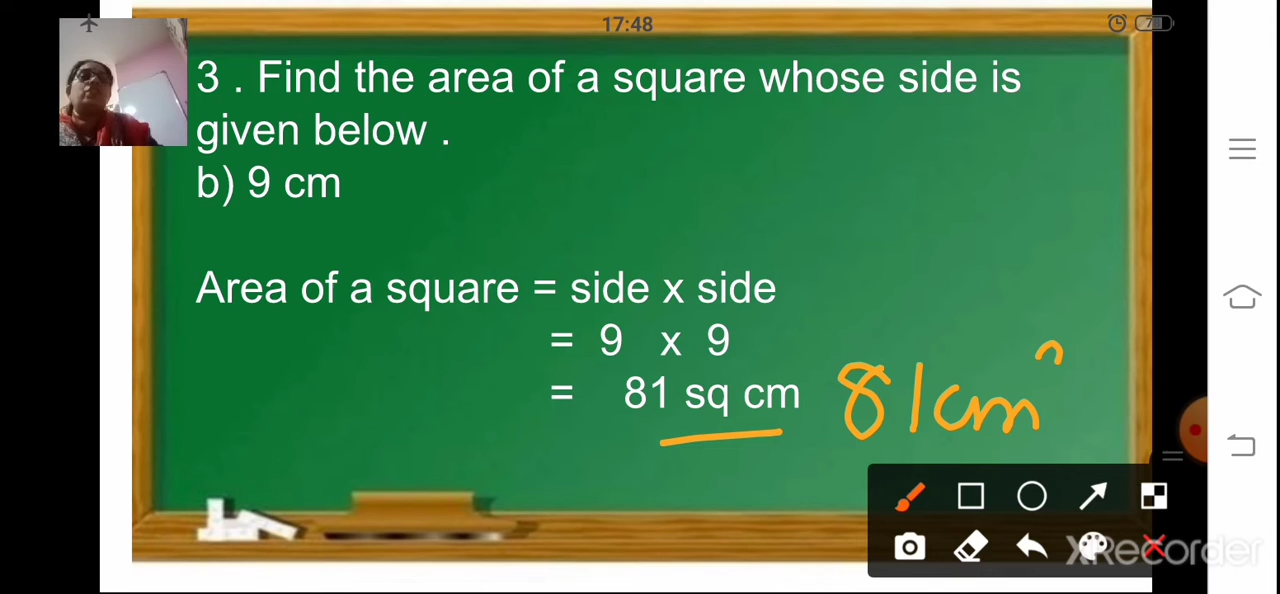 17:48
3 . Find the area of a square whose side is
given below .
b) 9 cm
Area of a square = side x side
= 9 x 9
= 81 sq cm 81cm
XRecorder